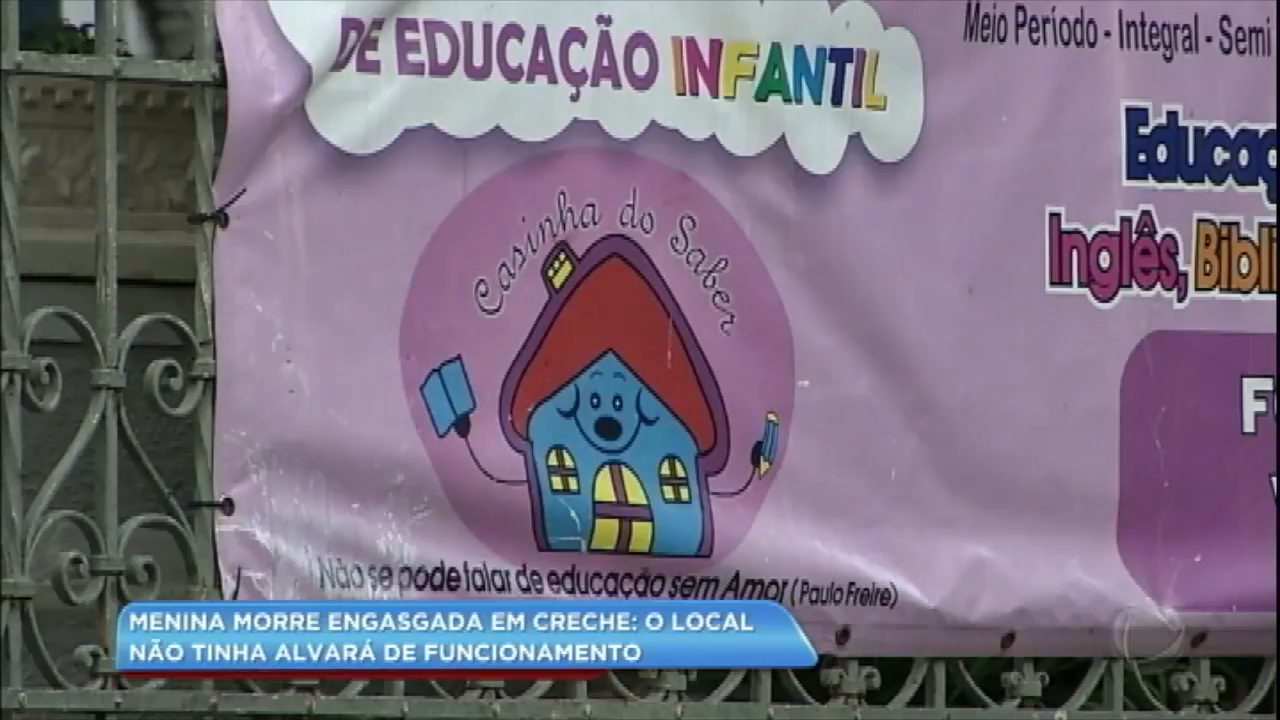 DE EDUCAÇÃO INFANTIL
Meio Período - Integral - Semi
Casinha do Saber
Inglês,
Não se pode falar de educação sem Amor (Paulo Freire)
MENINA MORRE ENGASGADA EM CRECHE: O LOCAL
NÃO TINHA ALVARÁ DE FUNCIONAMENTO